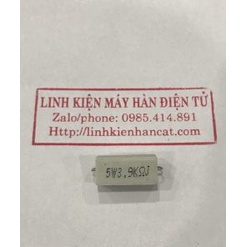 LINH KIỆN MÁY HÀN ĐIỆN TỬ
Zalo/phone: 0985.414.891
Http://linhkienhancat.com
5W3.9KΩJ